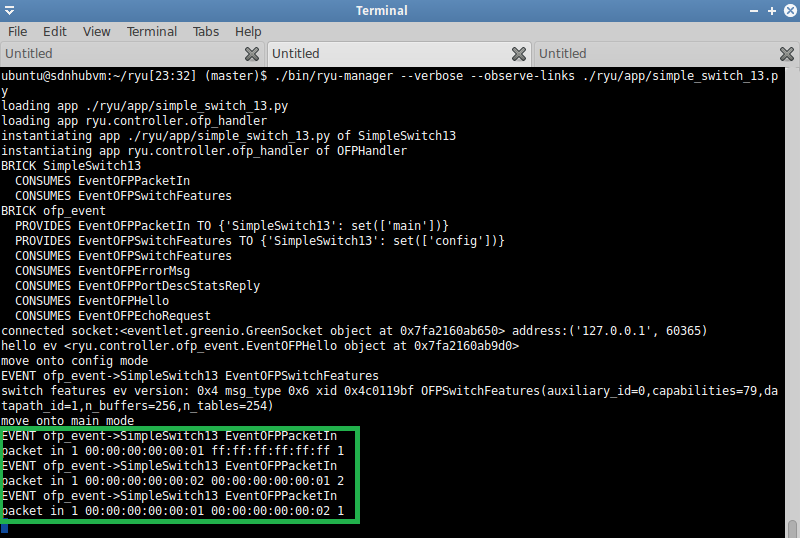 Terminal
File Edit View Terminal Tabs Help
Untitled Untitled Untitled
ubuntu@sdnhubvm:~/ryu[23:32] (master)$ ./bin/ryu-manager --verbose --observe-links ./ryu/app/simple_switch_13.p
y
loading app ./ryu/app/simple_switch_13.py
loading app ryu.controller.ofp_handler
instantiating app ./ryu/app/simple_switch_13.py of SimpleSwitch13
instantiating app ryu.controller.ofp_handler of OFPHandler
BRICK SimpleSwitch13
  CONSUMES EventOFPPacketIn
  CONSUMES EventOFPSwitchFeatures
BRICK ofp_event
  PROVIDES EventOFPPacketIn TO {'SimpleSwitch13': set(['main'])}
  PROVIDES EventOFPSwitchFeatures TO {'SimpleSwitch13': set(['config'])}
  CONSUMES EventOFPSwitchFeatures
  CONSUMES EventOFPErrorMsg
  CONSUMES EventOFPPortDescStatsReply
  CONSUMES EventOFPHello
  CONSUMES EventOFPEchoRequest
connected socket:<eventlet.greenio.GreenSocket object at 0x7fa2160ab650> address:('127.0.0.1', 60365)
hello ev <ryu.controller.ofp_event.EventOFPHello object at 0x7fa2160ab9d0>
move onto config mode
EVENT ofp_event->SimpleSwitch13 EventOFPSwitchFeatures
switch features ev version: 0x4 msg_type 0x6 xid 0x4c0119bf OFPSwitchFeatures(auxiliary_id=0,capabilities=79,da
tapath_id=1,n_buffers=256,n_tables=254)
move onto main mode
EVENT ofp_event->SimpleSwitch13 EventOFPPacketIn
packet in 1 00:00:00:00:00:01 ff:ff:ff:ff:ff:ff 1
EVENT ofp_event->SimpleSwitch13 EventOFPPacketIn
packet in 1 00:00:00:00:00:02 00:00:00:00:00:01 2
EVENT ofp_event->SimpleSwitch13 EventOFPPacketIn
packet in 1 00:00:00:00:00:01 00:00:00:00:00:02 1